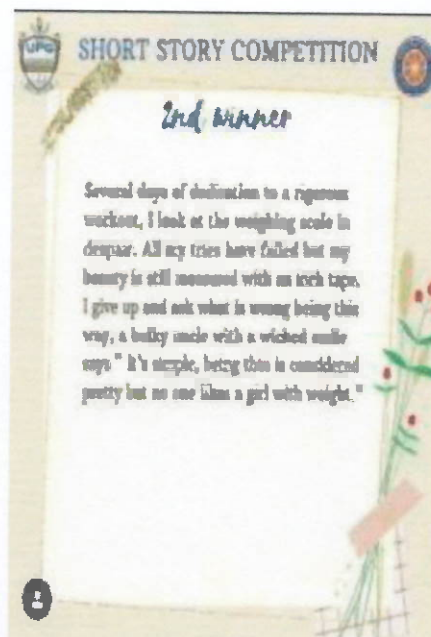 UPG
SHORT STORY COMPETITION
2nd winner
Several days of dedication to a rigorous
workout, I look at the weighing scale in
despair. All my tries have failed but my
beauty is still measured with an inch tape.
I give up and ask what is wrong being this
way, a bulky uncle with a wicked smile
says " It's simple, being thin is considered
pretty but no one likes a girl with weight."